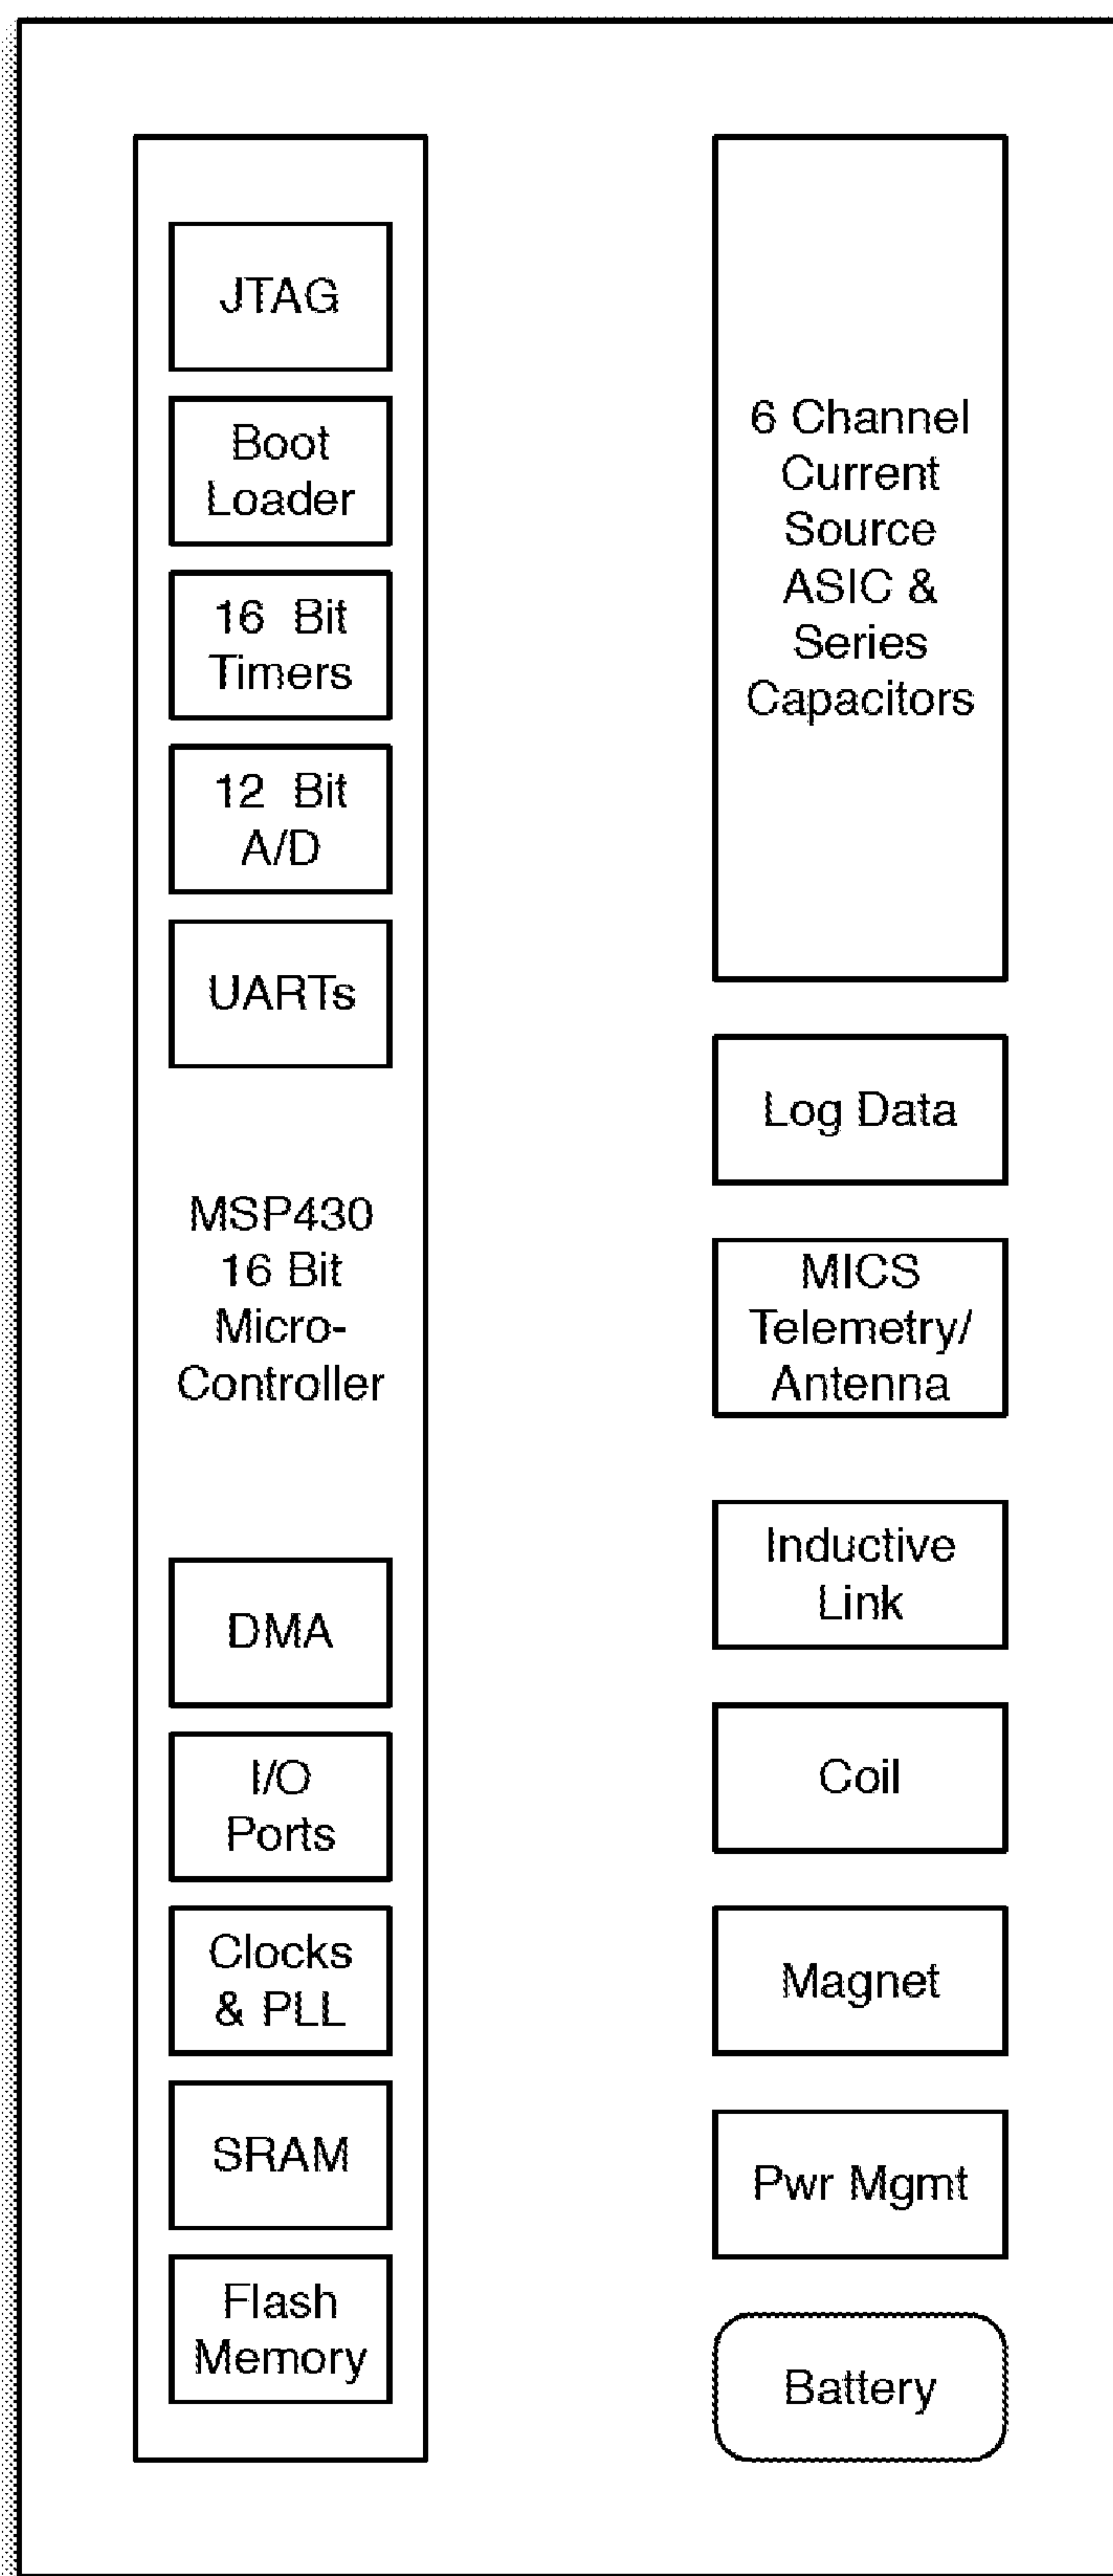 JTAG
Boot
Loader
16 Bit
Timers
12 Bit
A/D
UARTs
MSP430
16 Bit
Micro-
Controller
DMA
I/O
Ports
Clocks
& PLL
SRAM
Flash
Memory
6 Channel
Current
Source
ASIC &
Series
Capacitors
Log Data
MICS
Telemetry/
Antenna
Inductive
Link
Coil
Magnet
Pwr Mgmt
Battery